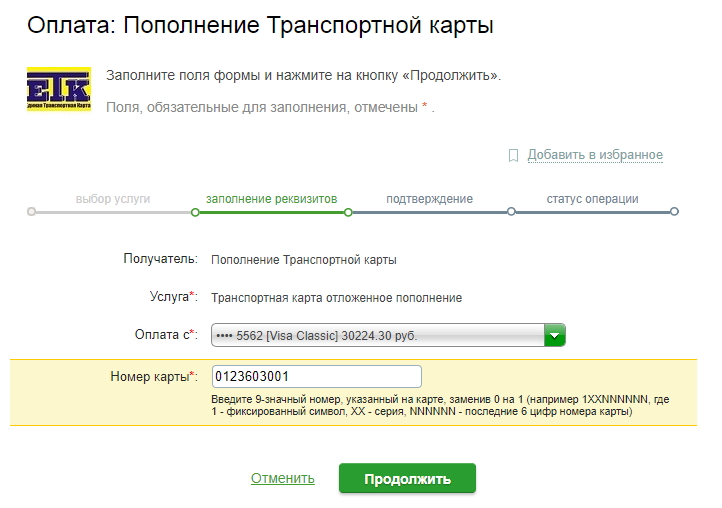 Оплата: Пополнение Транспортной карты
Заполните поля формы и нажмите на кнопку «Продолжить».
ЕТК
Единая Транспортная Карта
Поля, обязательные для заполнения, отмечены * .
Добавить в избранное
выбор услуги заполнение реквизитов подтверждение статус операции
Получатель: Пополнение Транспортной карты
Услуга*: Транспортная карта отложенное пополнение
Оплата с*: •••• 5562 [Visa Classic] 30224.30 руб.
Номер карты*: 0123603001
Введите 9-значный номер, указанный на карте, заменив 0 на 1 (например 1XXNNNNNN, где
1 - фиксированный символ, XX - серия, NNNNNN - последние 6 цифр номера карты)
Отменить Продолжить